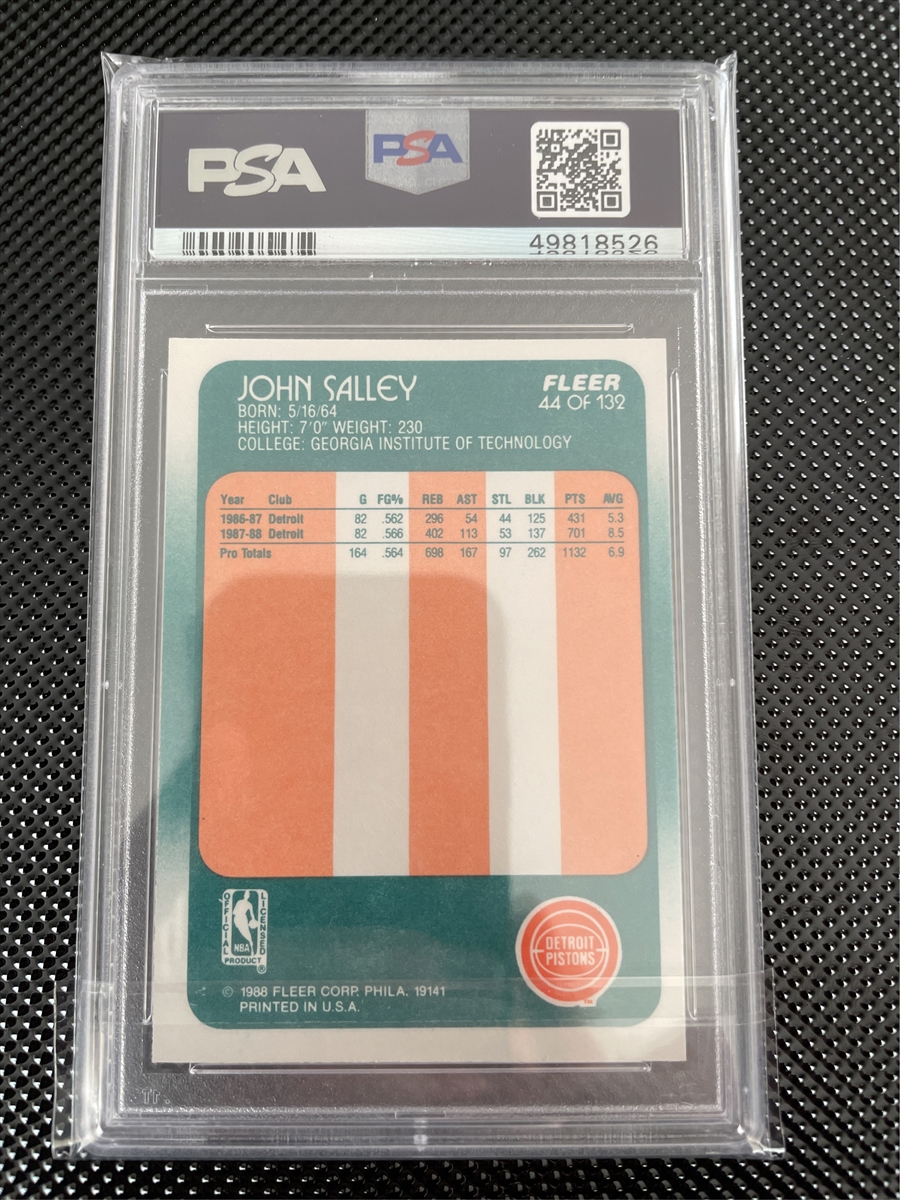 PSA
PSA
49818526
JOHN SALLEY
FLEER
44 OF 132
BORN: 5/16/64
HEIGHT: 7'0" WEIGHT: 230
COLLEGE: GEORGIA INSTITUTE OF TECHNOLOGY
Year Club G FG% REB AST STL BLK PTS AVG
1986-87 Detroit 82 .562 296 54 44 125 431 5.3
1987-88 Detroit 82 .566 402 113 53 137 701 8.5
Pro Totals 164 .564 698 167 97 262 1132 6.9
OFFICIAL
LICENSED
NBA
PRODUCT
®
DETROIT
PISTONS
TM
© 1988 FLEER CORP. PHILA. 19141
PRINTED IN U.S.A.